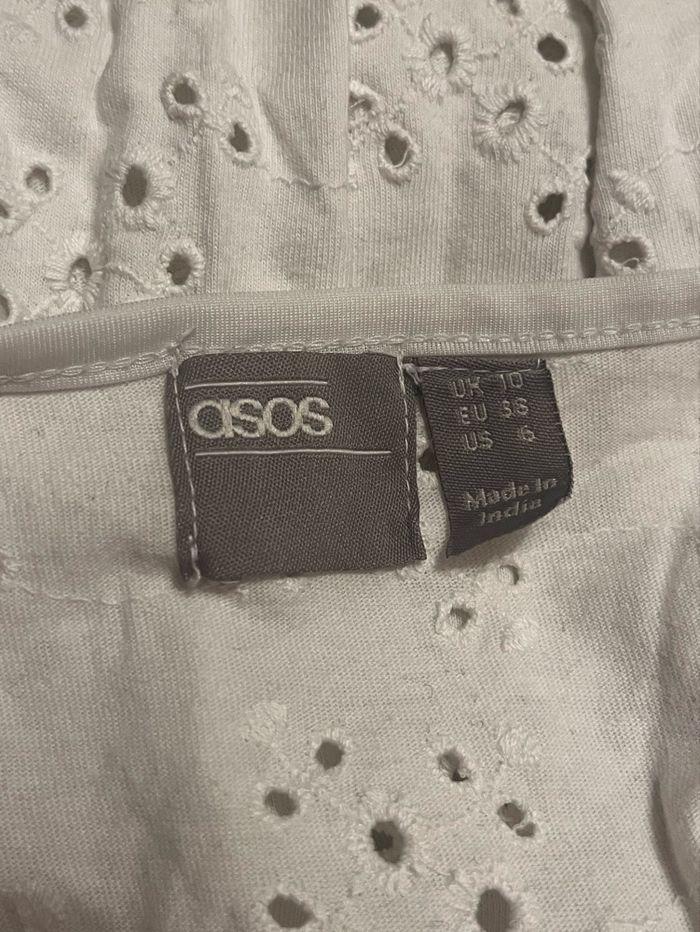 asos
UK 10
EU 38
US 6
Made In
India